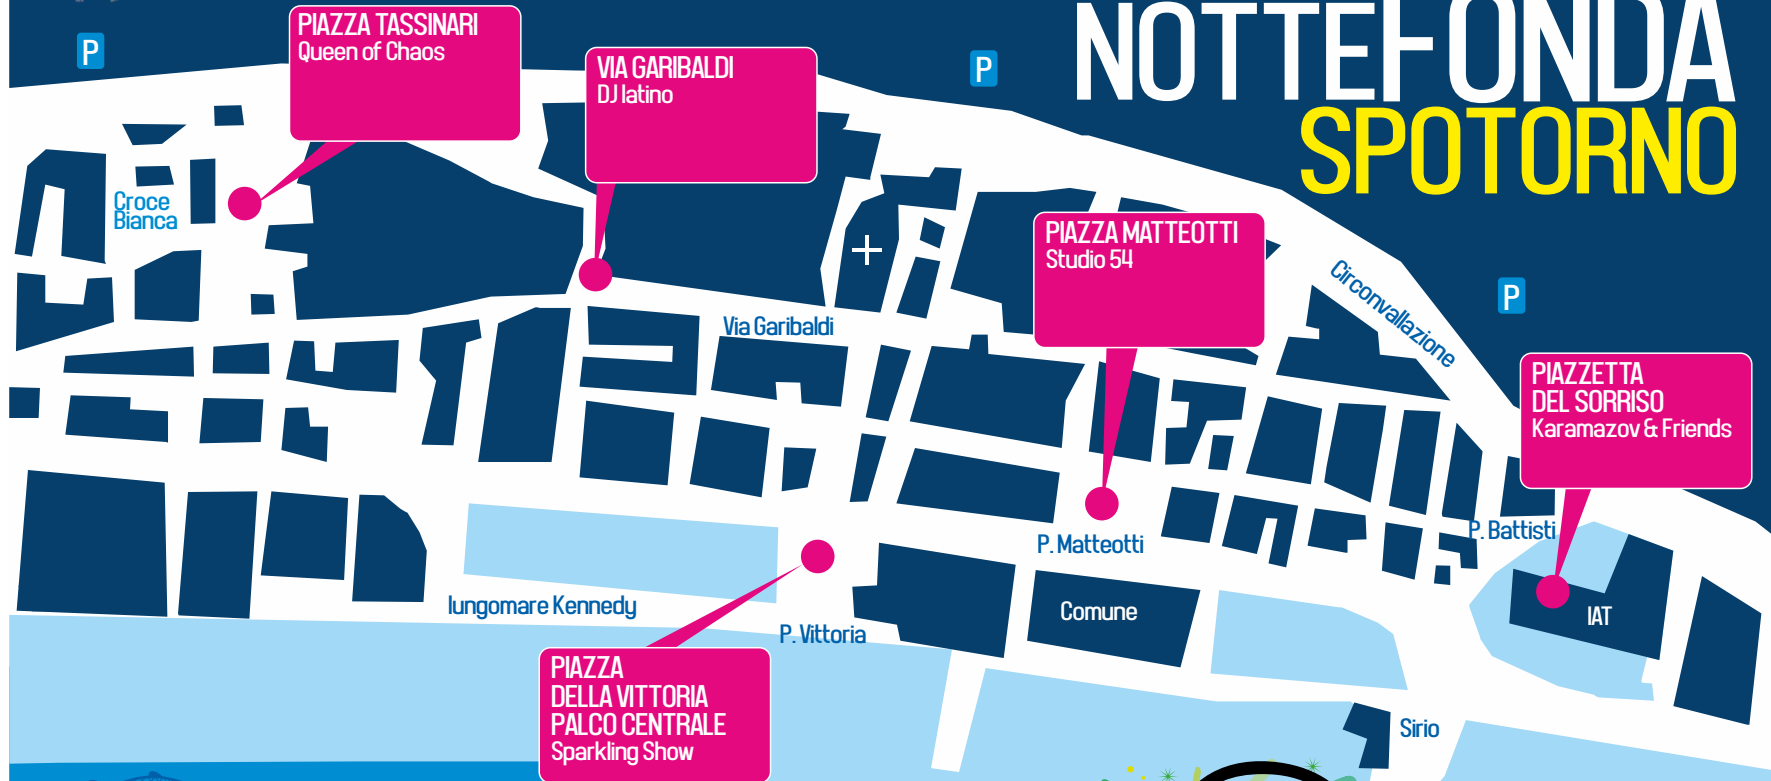 NOTTEFONDA
SPOTORNO
P
PIAZZA TASSINARI
Queen of Chaos
VIA GARIBALDI
DJ latino
P
Croce
Bianca
PIAZZA MATTEOTTI
Studio 54
Circonvallazione
P
Via Garibaldi
PIAZZETTA
DEL SORRISO
Karamazov & Friends
P. Battisti
P. Matteotti
lungomare Kennedy
Comune
IAT
P. Vittoria
PIAZZA
DELLA VITTORIA
PALCO CENTRALE
Sparkling Show
Sirio